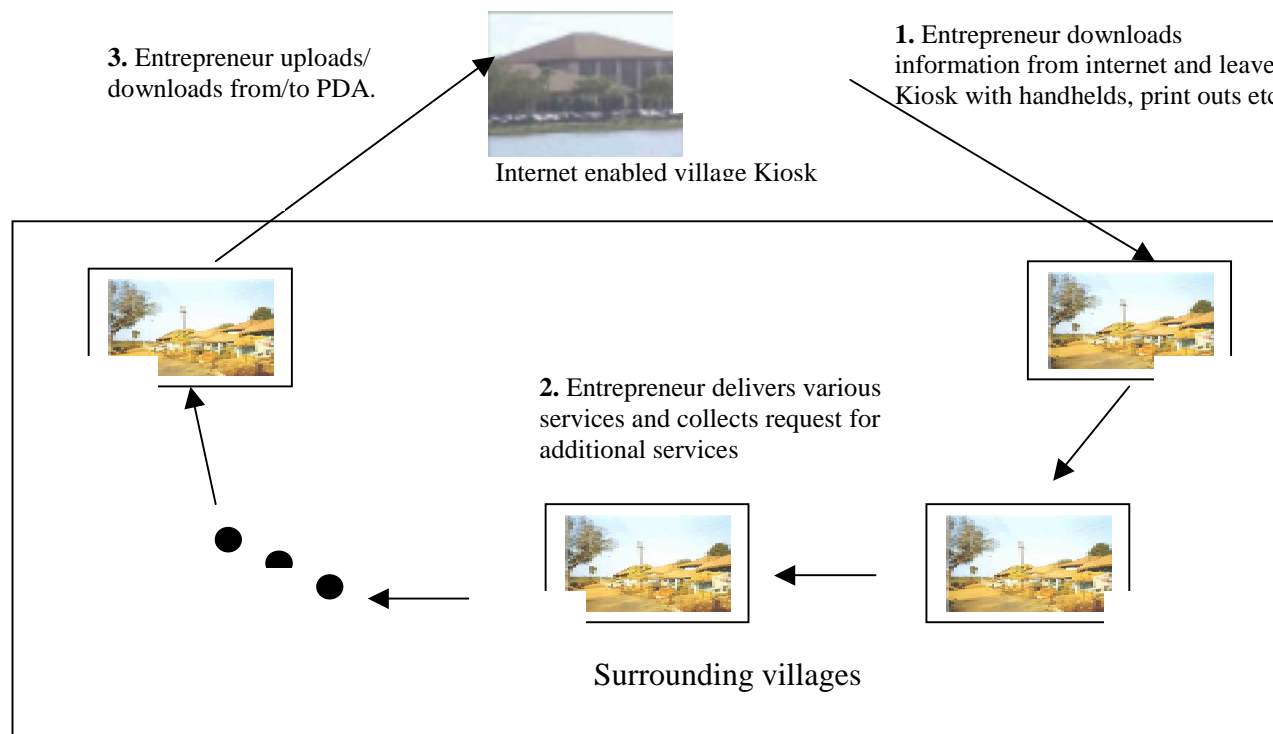 3. Entrepreneur uploads/
downloads from/to PDA.
1. Entrepreneur downloads
information from internet and leave
Kiosk with handhelds, print outs etc
Internet enabled village Kiosk
2. Entrepreneur delivers various
services and collects request for
additional services
Surrounding villages